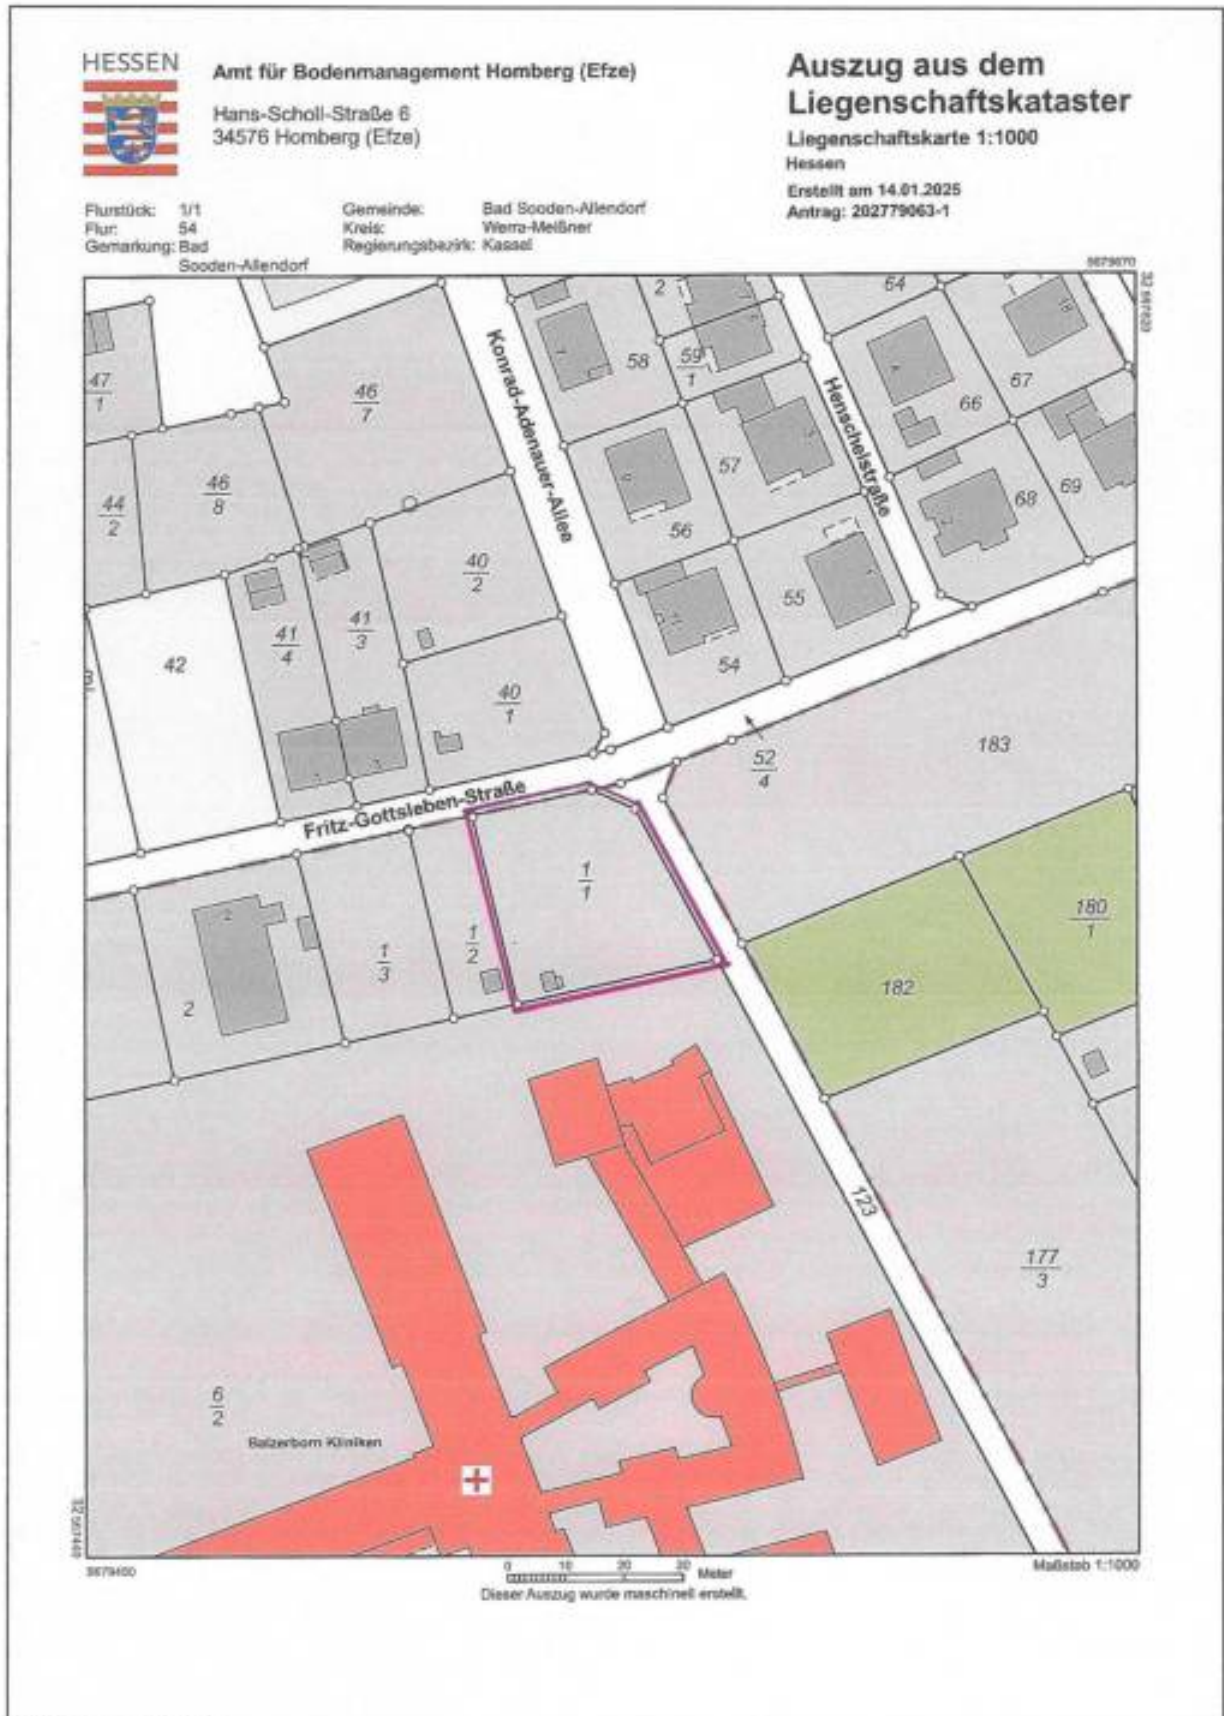 HESSEN
Amt für Bodenmanagement Homberg (Efze)
Hans-Scholl-Straße 6
34576 Homberg (Efze)
Auszug aus dem
Liegenschaftskataster
Liegenschaftskarte 1:1000
Hessen
Erstellt am 14.01.2025
Antrag: 202779063-1
Flurstück: 1/1
Flur: 54
Gemarkung: Bad
Sooden-Allendorf
Gemeinde: Bad Sooden-Allendorf
Kreis: Werra-Meißner
Regierungsbezirk: Kassel
5679670
47
1
46
7
46
8
44
2
42
41
4
41
3
40
2
40
1
Konrad-Adenauer-Allee
2
58
59
1
57
56
55
54
Henschelstraße
64
67
66
68
69
183
52
4
Fritz-Gottsleben-Straße
1
1
1
2
1
3
2
182
180
1
123
177
3
6
2
Balzerborn Kliniken
5679400
0 10 20 30
Meter
Maßstab 1:1000
Dieser Auszug wurde maschinell erstellt.